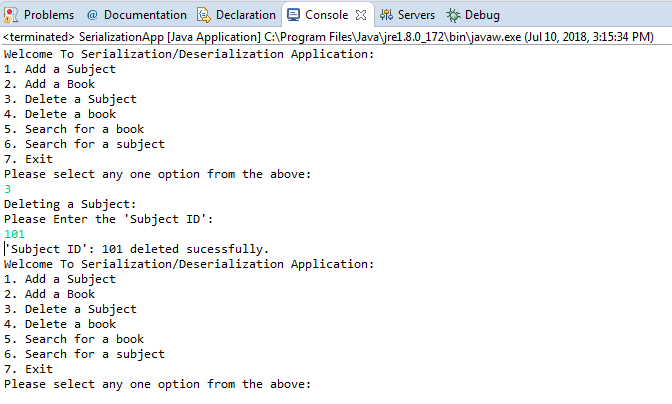 Problems @ Documentation Declaration Console Servers Debug
<terminated> SerializationApp [Java Application] C:\Program Files\Java\jre1.8.0_172\bin\javaw.exe (Jul 10, 2018, 3:15:34 PM)
Welcome To Serialization/Deserialization Application:
1. Add a Subject
2. Add a Book
3. Delete a Subject
4. Delete a book
5. Search for a book
6. Search for a subject
7. Exit
Please select any one option from the above:
3
Deleting a Subject:
Please Enter the 'Subject ID':
101
'Subject ID': 101 deleted sucessfully.
Welcome To Serialization/Deserialization Application:
1. Add a Subject
2. Add a Book
3. Delete a Subject
4. Delete a book
5. Search for a book
6. Search for a subject
7. Exit
Please select any one option from the above: